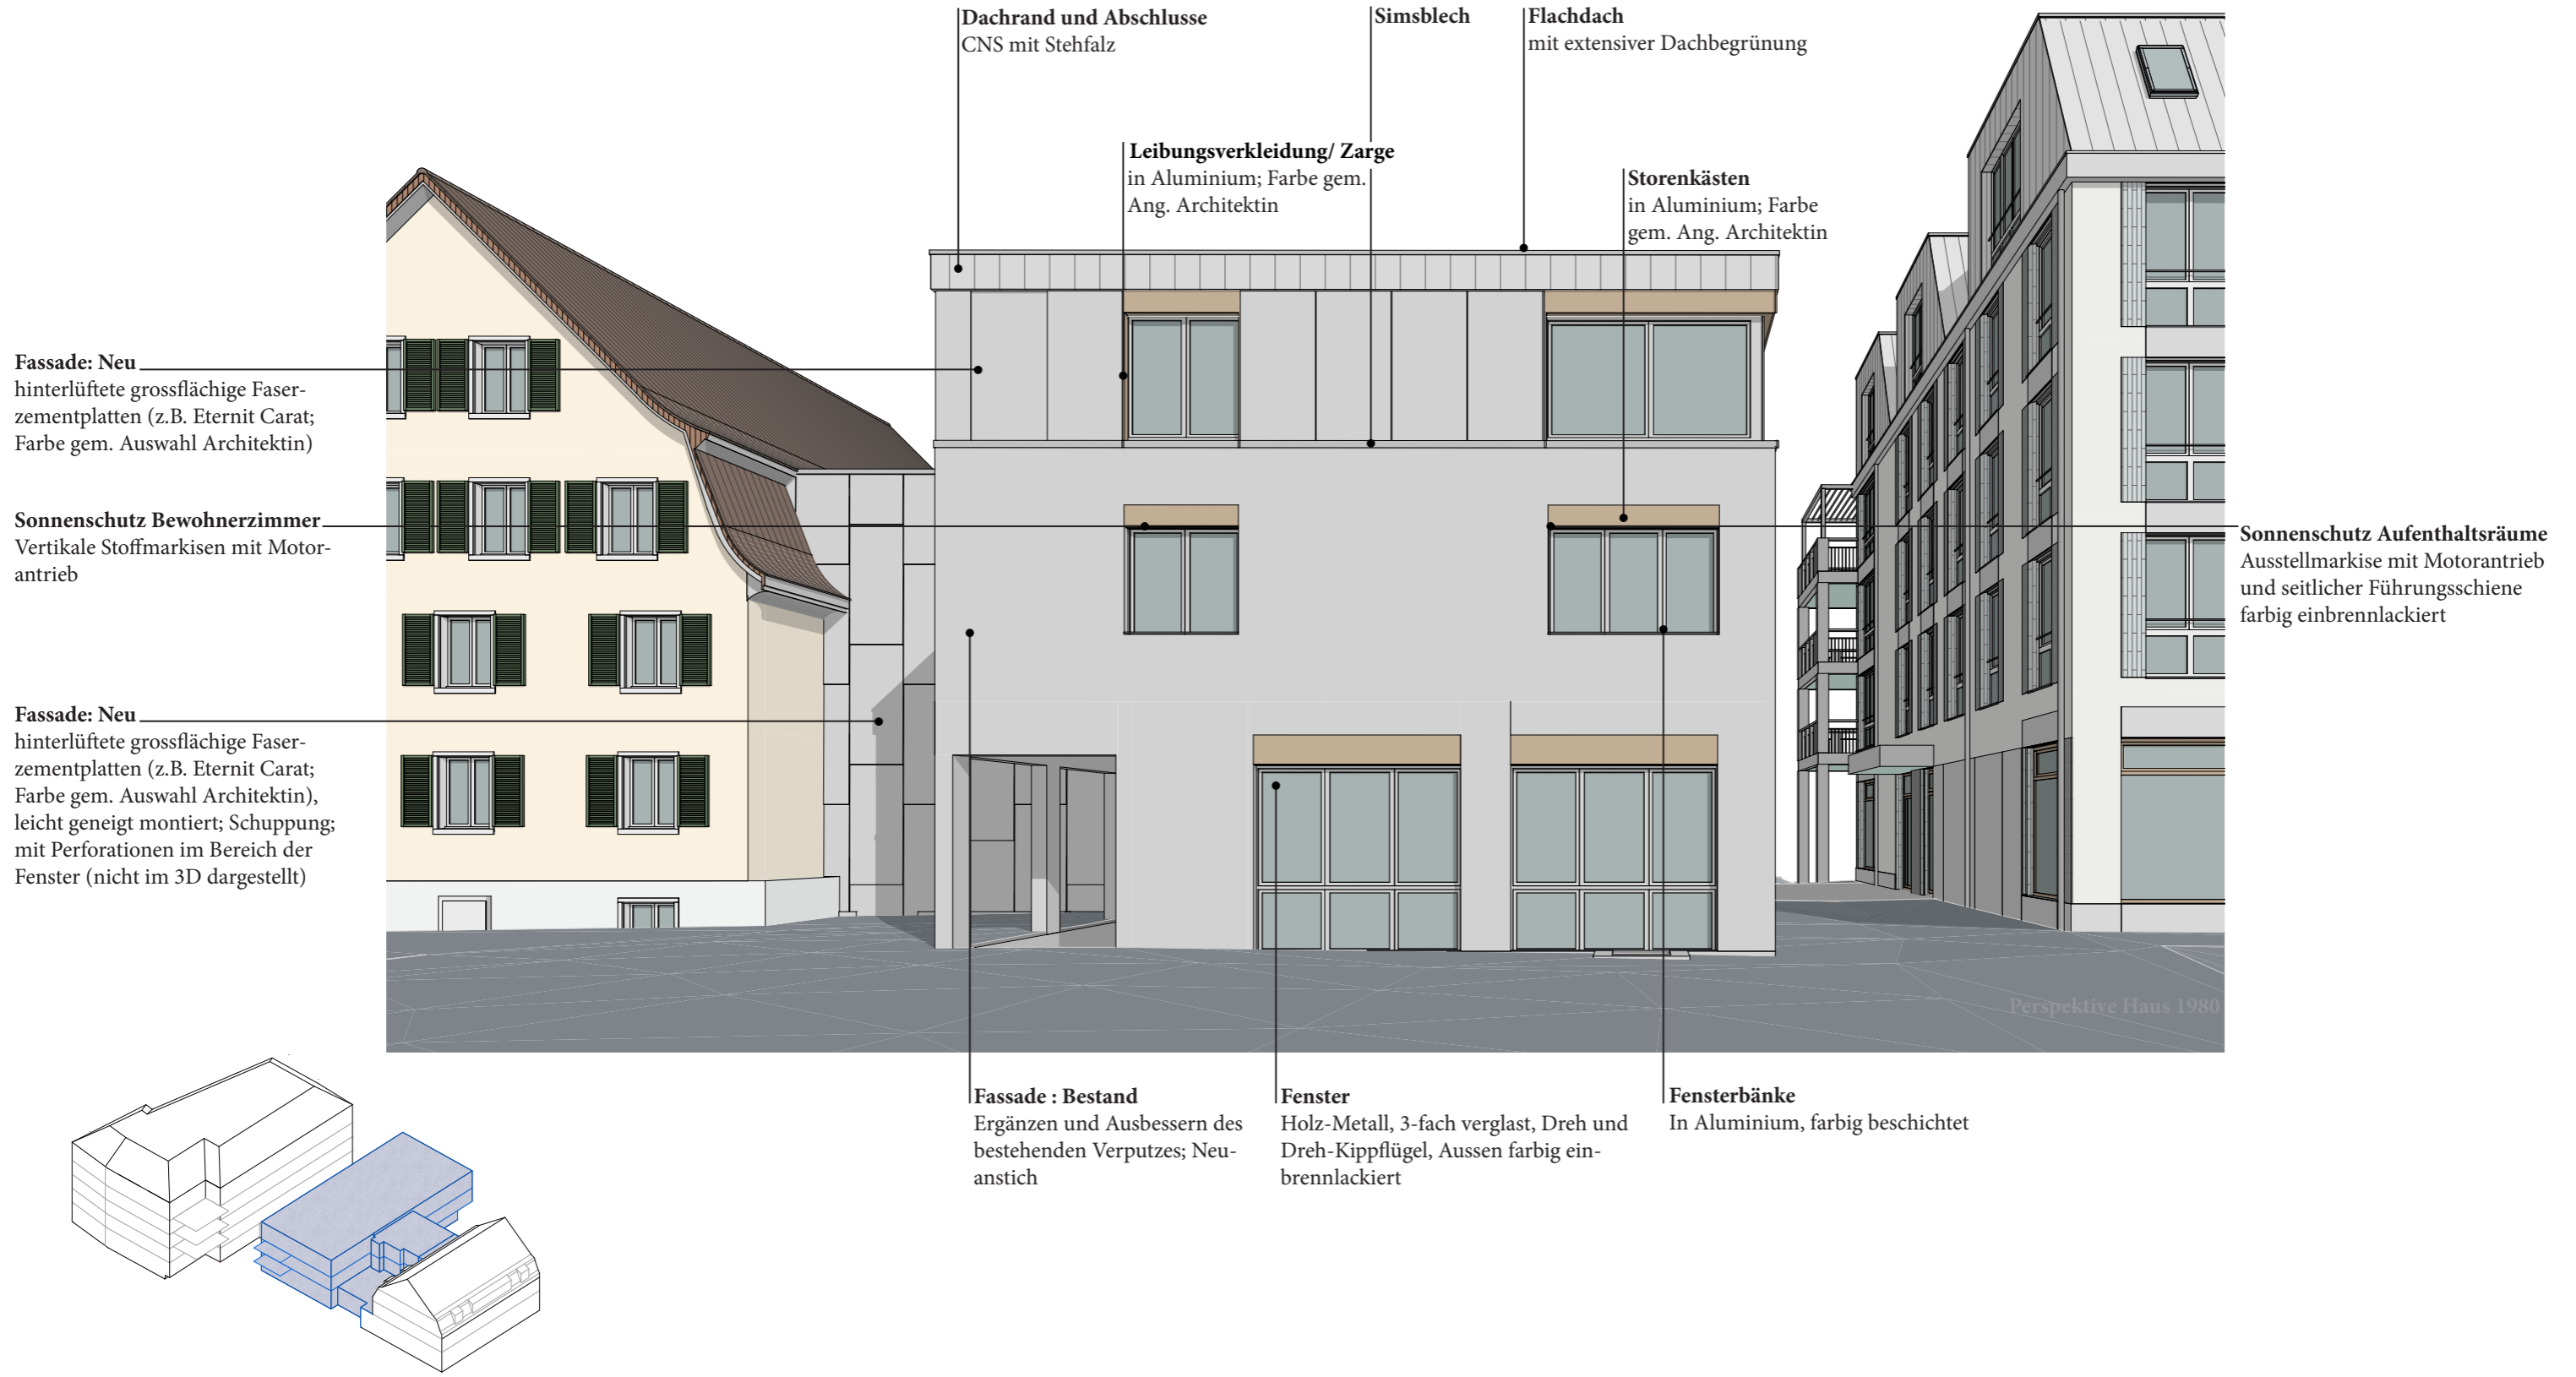 Dachrand und Abschlusse
CNS mit Stehfalz
Simsblech
Flachdach
mit extensiver Dachbegrünung
Leibungsverkleidung/ Zarge
in Aluminium; Farbe gem.
Ang. Architektin
Storenkästen
in Aluminium; Farbe
gem. Ang. Architektin
Fassade: Neu
hinterlüftete grossflächige Faser-
zementplatten (z.B. Eternit Carat;
Farbe gem. Auswahl Architektin)
Sonnenschutz Bewohnerzimmer
Vertikale Stoffmarkisen mit Motor-
antrieb
Sonnenschutz Aufenthaltsräume
Ausstellmarkise mit Motorantrieb
und seitlicher Führungsschiene
farbig einbrennlackiert
Fassade: Neu
hinterlüftete grossflächige Faser-
zementplatten (z.B. Eternit Carat;
Farbe gem. Auswahl Architektin),
leicht geneigt montiert; Schuppung;
mit Perforationen im Bereich der
Fenster (nicht im 3D dargestellt)
Perspektive Haus 1980
Fassade : Bestand
Ergänzen und Ausbessern des
bestehenden Verputzes; Neu-
anstich
Fenster
Holz-Metall, 3-fach verglast, Dreh und
Dreh-Kippflügel, Aussen farbig ein-
brennlackiert
Fensterbänke
In Aluminium, farbig beschichtet